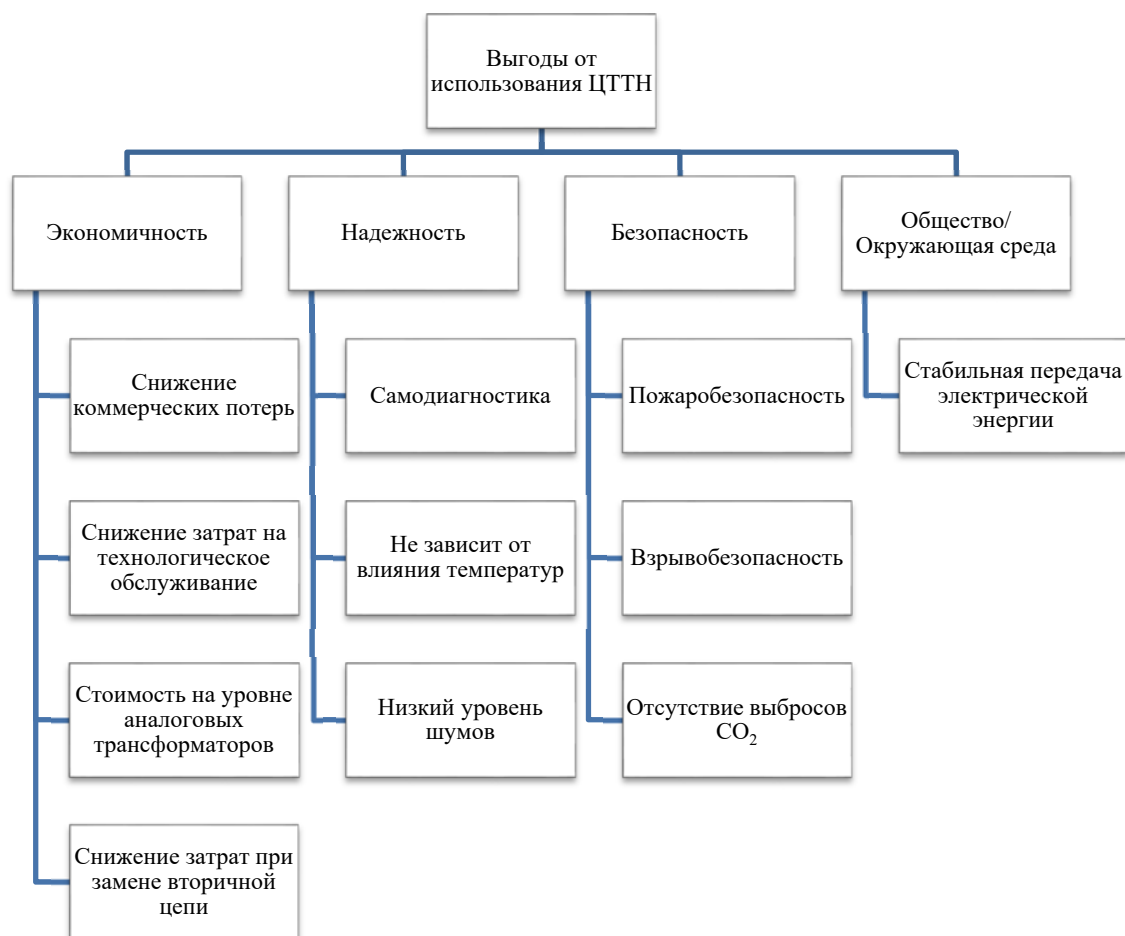 Выгоды от
использования ЦТТН
Экономичность
Надежность
Безопасность
Общество/
Окружающая среда
Снижение
коммерческих потерь
Самодиагностика
Пожаробезопасность
Стабильная передача
электрической
энергии
Снижение затрат на
технологическое
обслуживание
Не зависит от
влияния температур
Взрывобезопасность
Стоимость на уровне
аналоговых
трансформаторов
Низкий уровень
шумов
Отсутствие выбросов
CO₂
Снижение затрат при
замене вторичной
цепи